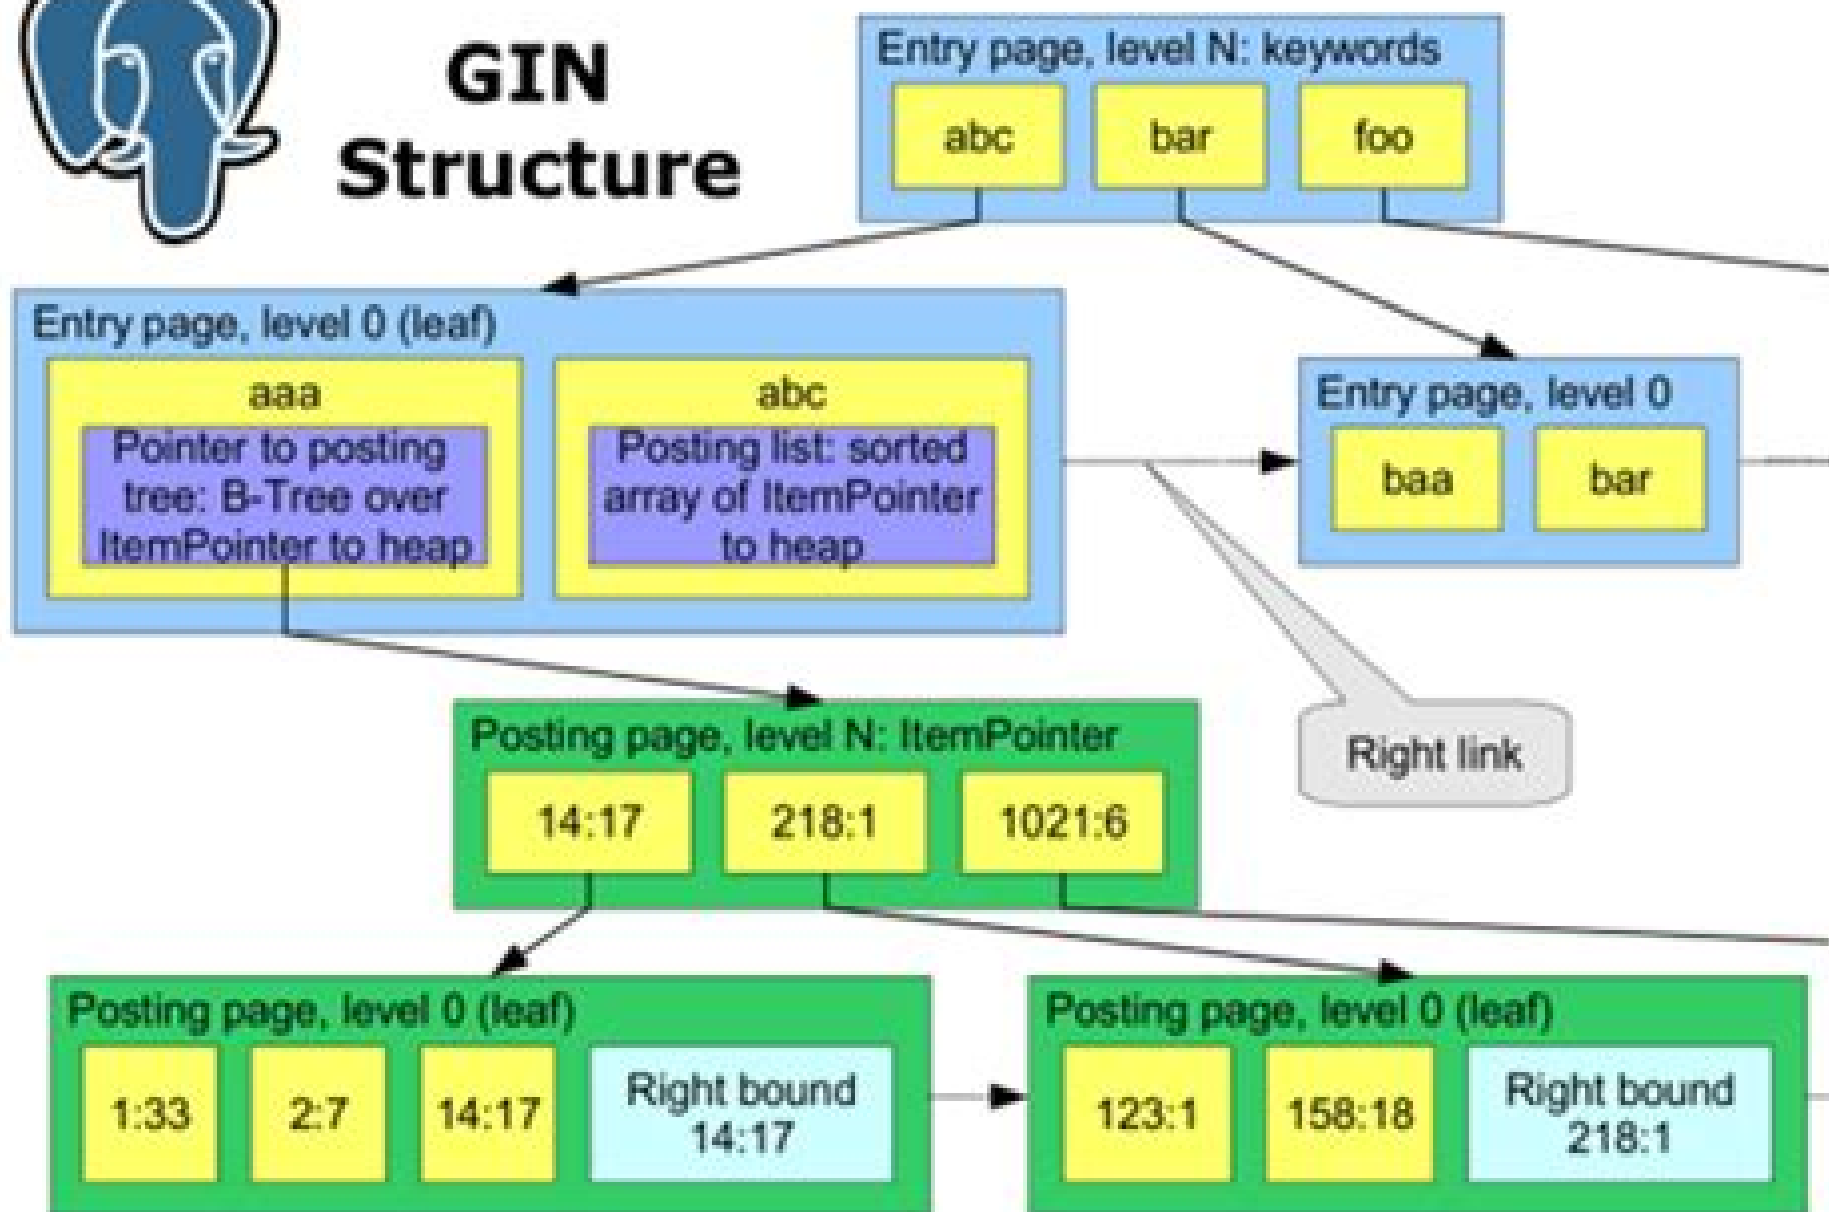 GIN
Structure
Entry page, level N: keywords
abc
bar
foo
Entry page, level 0 (leaf)
aaa
Pointer to posting
tree: B-Tree over
ItemPointer to heap
abc
Posting list: sorted
array of ItemPointer
to heap
Entry page, level 0
baa
bar
Right link
Posting page, level N: ItemPointer
14:17
218:1
1021:6
Posting page, level 0 (leaf)
1:33
2:7
14:17
Right bound
14:17
Posting page, level 0 (leaf)
123:1
158:18
Right bound
218:1